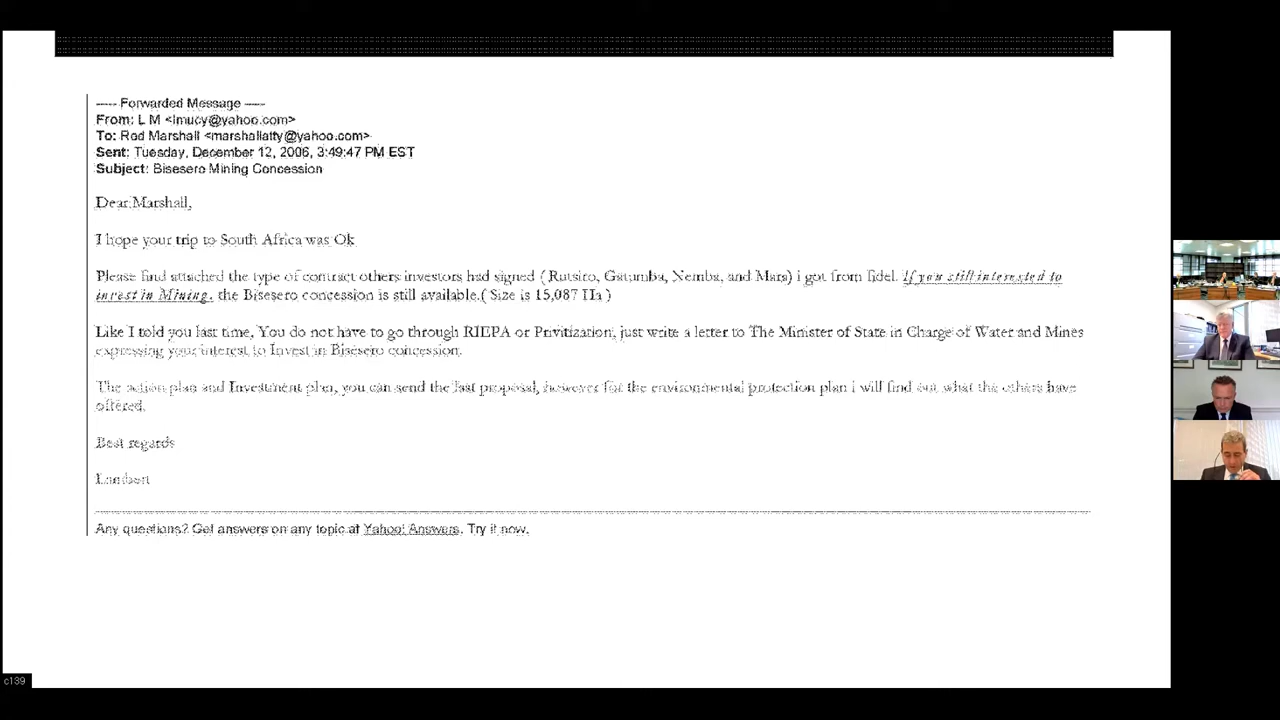 ----- Forwarded Message -----
From: L M <lmucy@yahoo.com>
To: Rod Marshall <marshallatty@yahoo.com>
Sent: Tuesday, December 12, 2006, 3:49:47 PM EST
Subject: Bisesero Mining Concession
Dear Marshall,
I hope your trip to South Africa was Ok
Please find attached the type of contract others investors had signed ( Rutsiro, Gatumba, Nemba, and Mara) i got from fidel. If you still interested to
invest in Mining, the Bisesero concession is still available.( Size is 15,087 Ha )
Like I told you last time, You do not have to go through RIEPA or Privitization, just write a letter to The Minister of State in Charge of Water and Mines
expressing your interest to Invest in Bisesero concession.
The action plan and Investment plan, you can send the last proposal, however for the environmental protection plan i will find out what the others have
offered.
Best regards
Lambert
Any questions? Get answers on any topic at Yahoo! Answers. Try it now.
c139